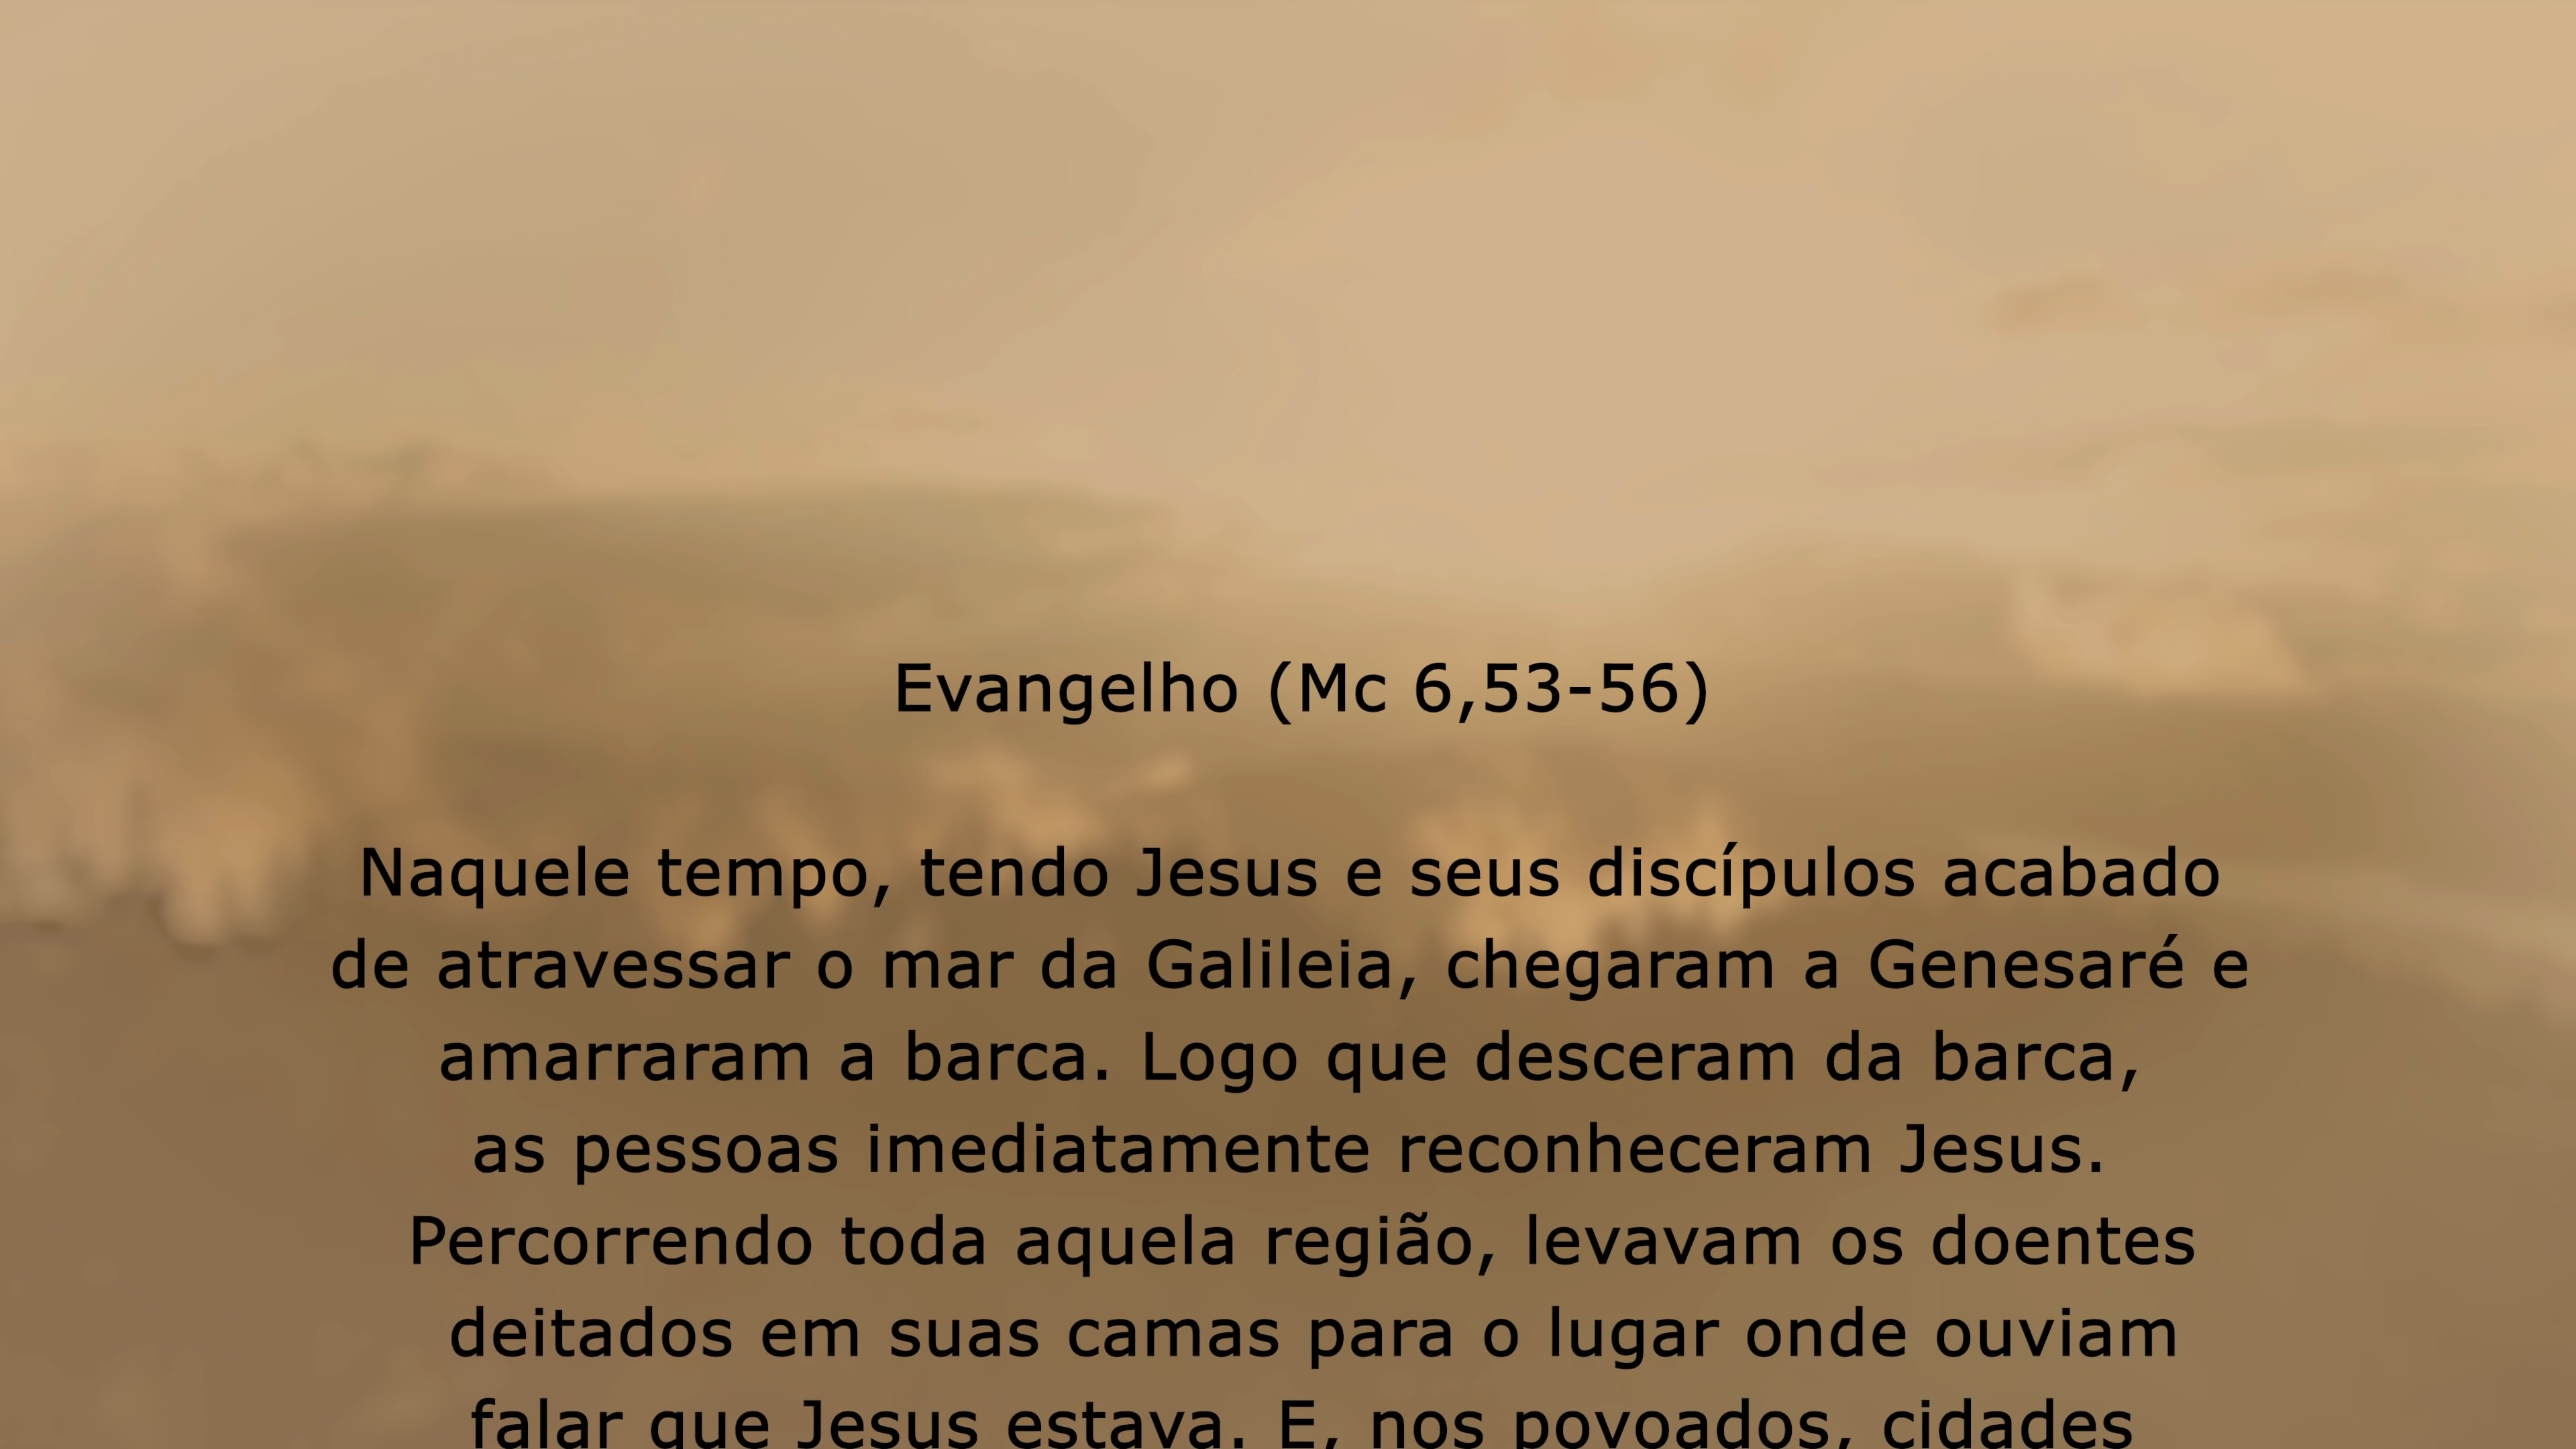 Evangelho (Mc 6,53-56)
Naquele tempo, tendo Jesus e seus discípulos acabado
de atravessar o mar da Galileia, chegaram a Genesaré e
amarraram a barca. Logo que desceram da barca,
as pessoas imediatamente reconheceram Jesus.
Percorrendo toda aquela região, levavam os doentes
deitados em suas camas para o lugar onde ouviam
falar que Jesus estava. E, nos povoados, cidades